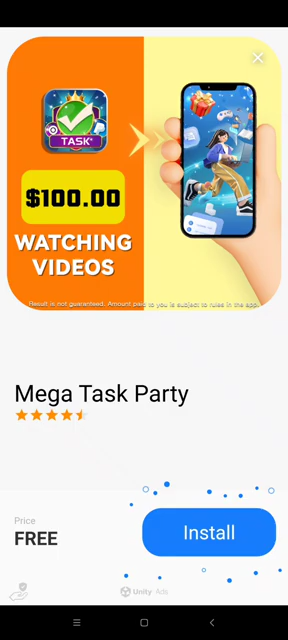 TASK
$100.00
WATCHING
VIDEOS
Result is not guaranteed. Amount paid to you is subject to rules in the app.
Mega Task Party
Price
FREE
Install
Unity Ads